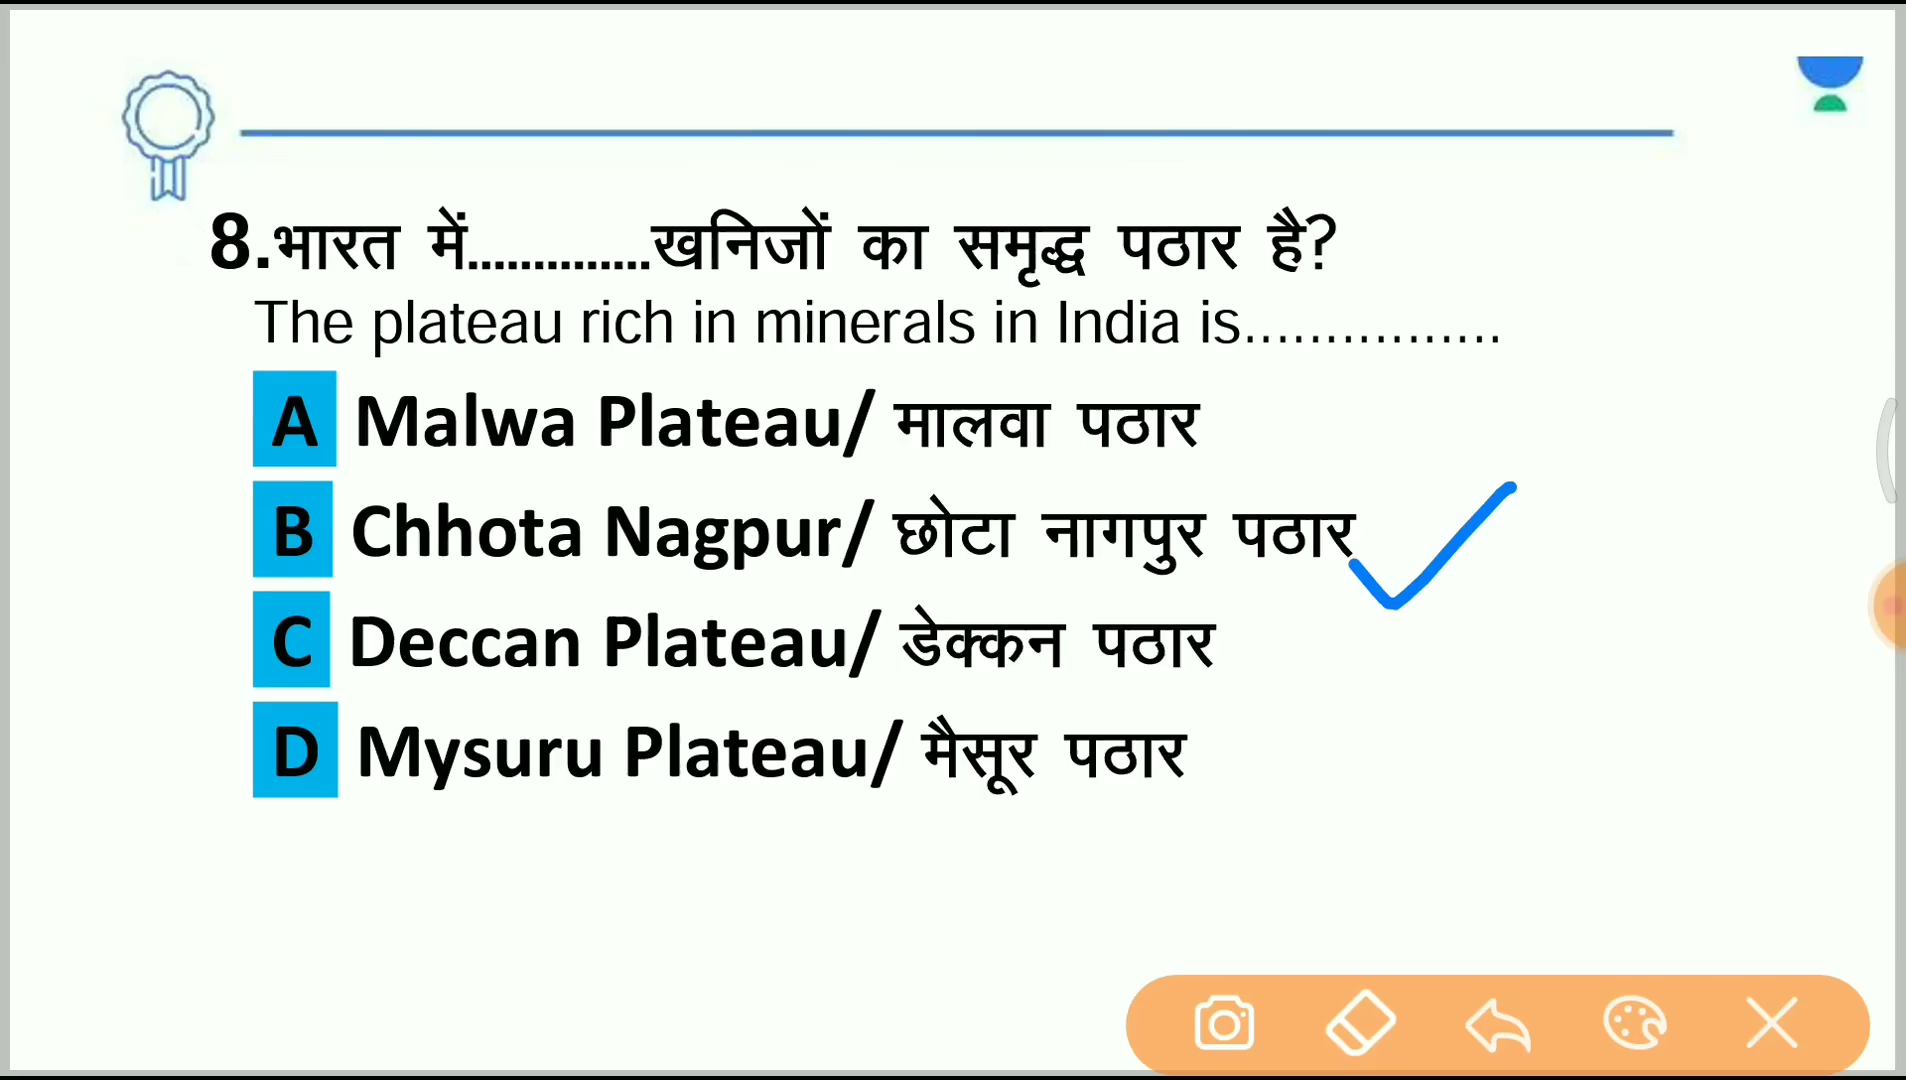 8.भारत में..............खनिजों का समृद्ध पठार है?
The plateau rich in minerals in India is................
A Malwa Plateau/ मालवा पठार
B Chhota Nagpur/ छोटा नागपुर पठार
C Deccan Plateau/ डेक्कन पठार
D Mysuru Plateau/ मैसूर पठार